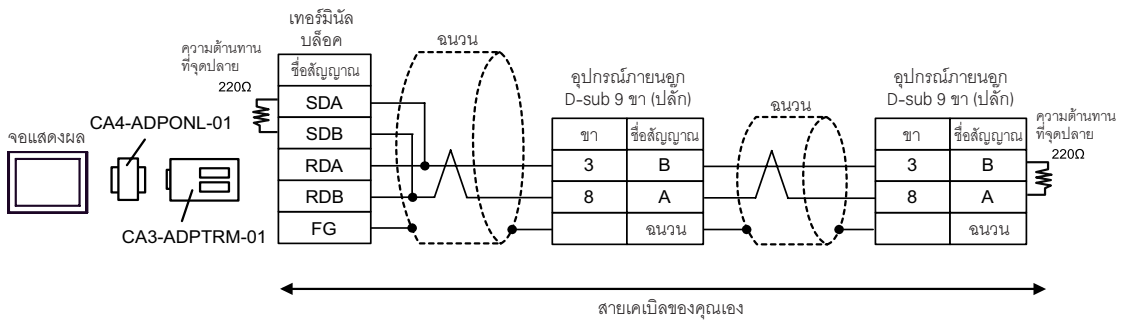 จอแสดงผล
CA4-ADPONL-01
CA3-ADPTRM-01
ความต้านทาน
ที่จุดปลาย
220Ω
เทอร์มินัล
บล็อค
ชื่อสัญญาณ
SDA
SDB
RDA
RDB
FG
ฉนวน
อุปกรณ์ภายนอก
D-sub 9 ขา (ปลั๊ก)
ขา ชื่อสัญญาณ
3 B
8 A
ฉนวน
ฉนวน
อุปกรณ์ภายนอก
D-sub 9 ขา (ปลั๊ก)
ขา ชื่อสัญญาณ
3 B
8 A
ฉนวน
ความต้านทาน
ที่จุดปลาย
220Ω
สายเคเบิลของคุณเอง